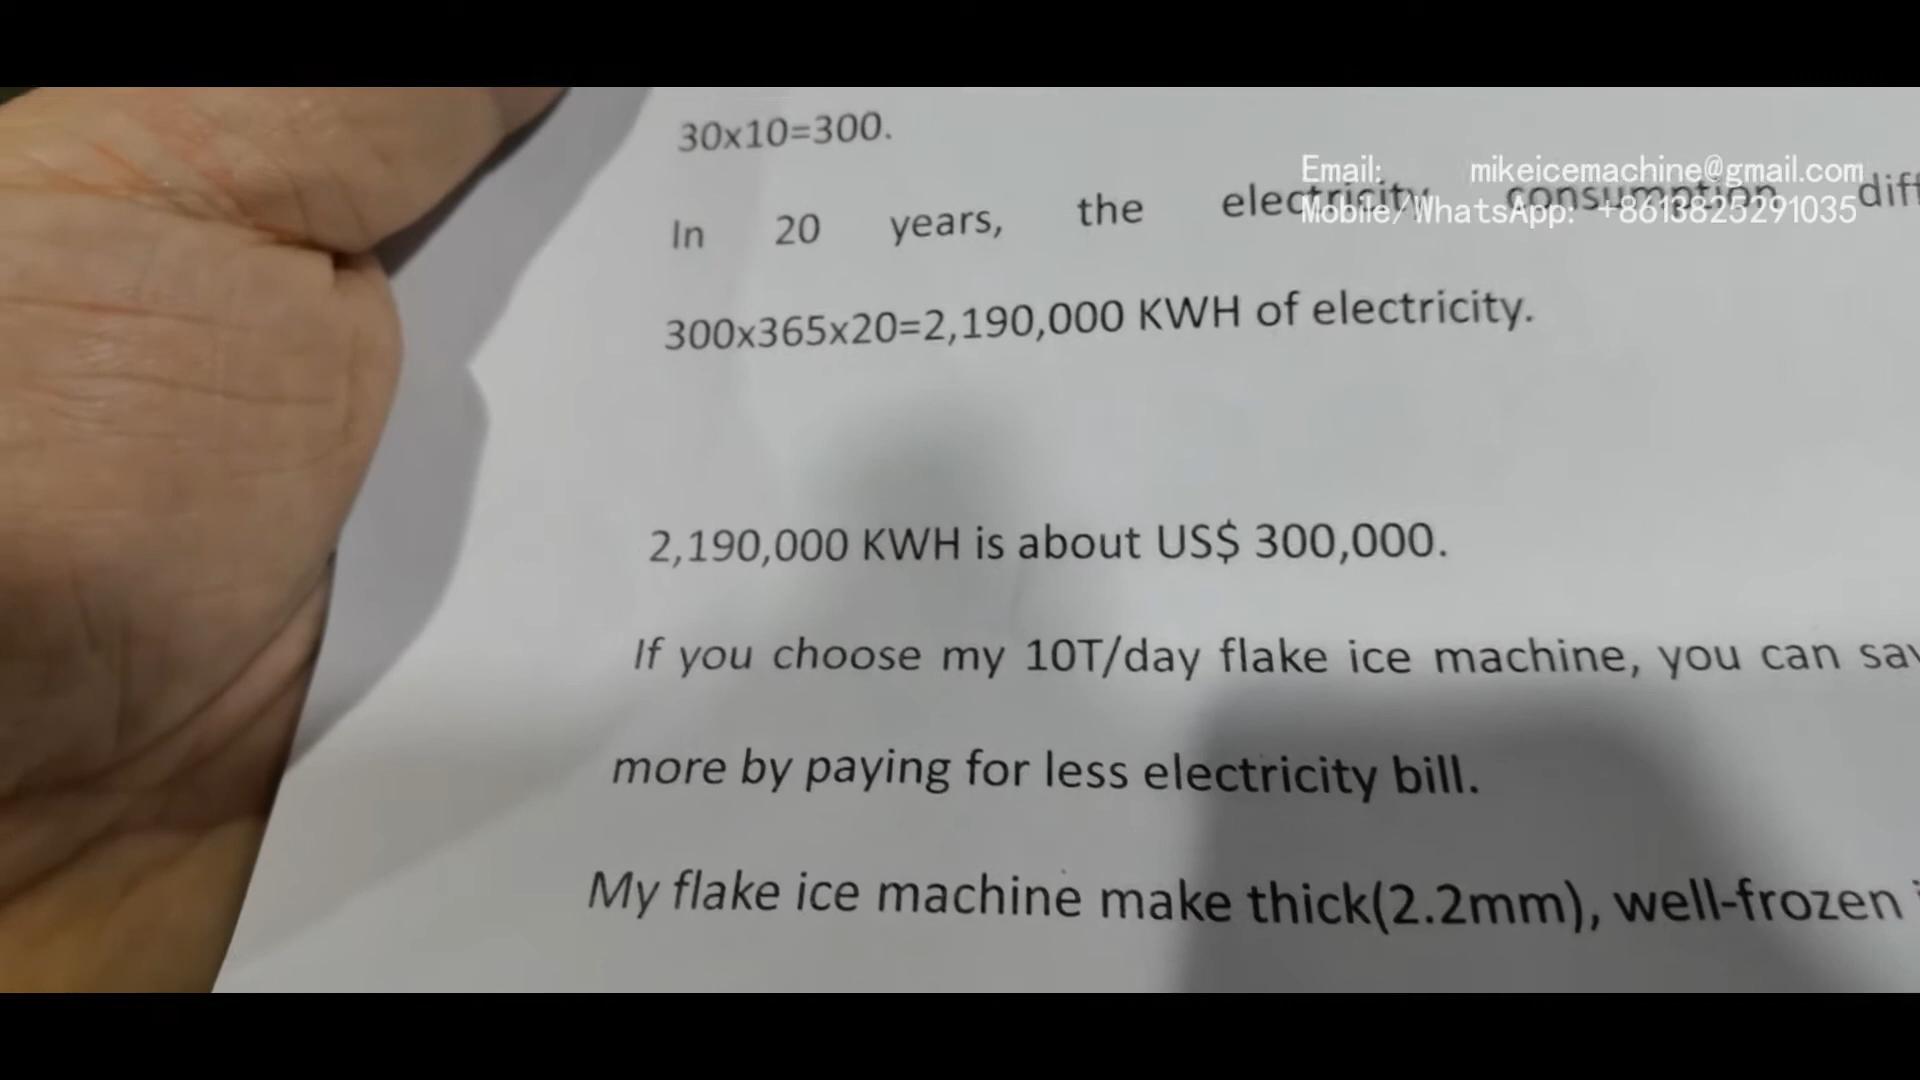 30x10=300.
Email: mikeicemachine@gmail.com
In 20 years, the electricity consumption
Mobile/WhatsApp: +8613825291035
300x365x20=2,190,000 KWH of electricity.
2,190,000 KWH is about US$ 300,000.
If you choose my 10T/day flake ice machine, you can
more by paying for less electricity bill.
My flake ice machine make thick(2.2mm), well-frozen